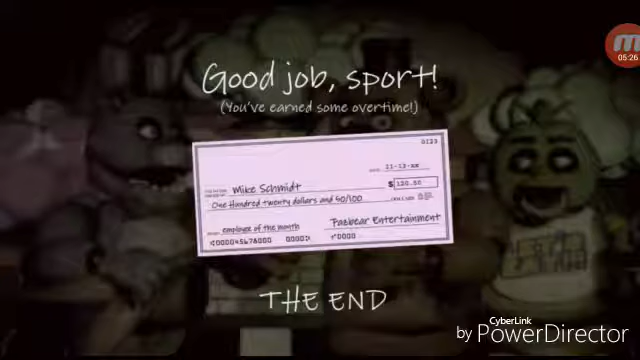 05:26
Good job, sport!
(You've earned some overtime!)
0133
11-13-xx
Mike Schmidt
$ 120.50
One Hundred twenty dollars and 50/100
employee of the month
Fazbear Entertainment
THE END
CyberLink
by PowerDirector